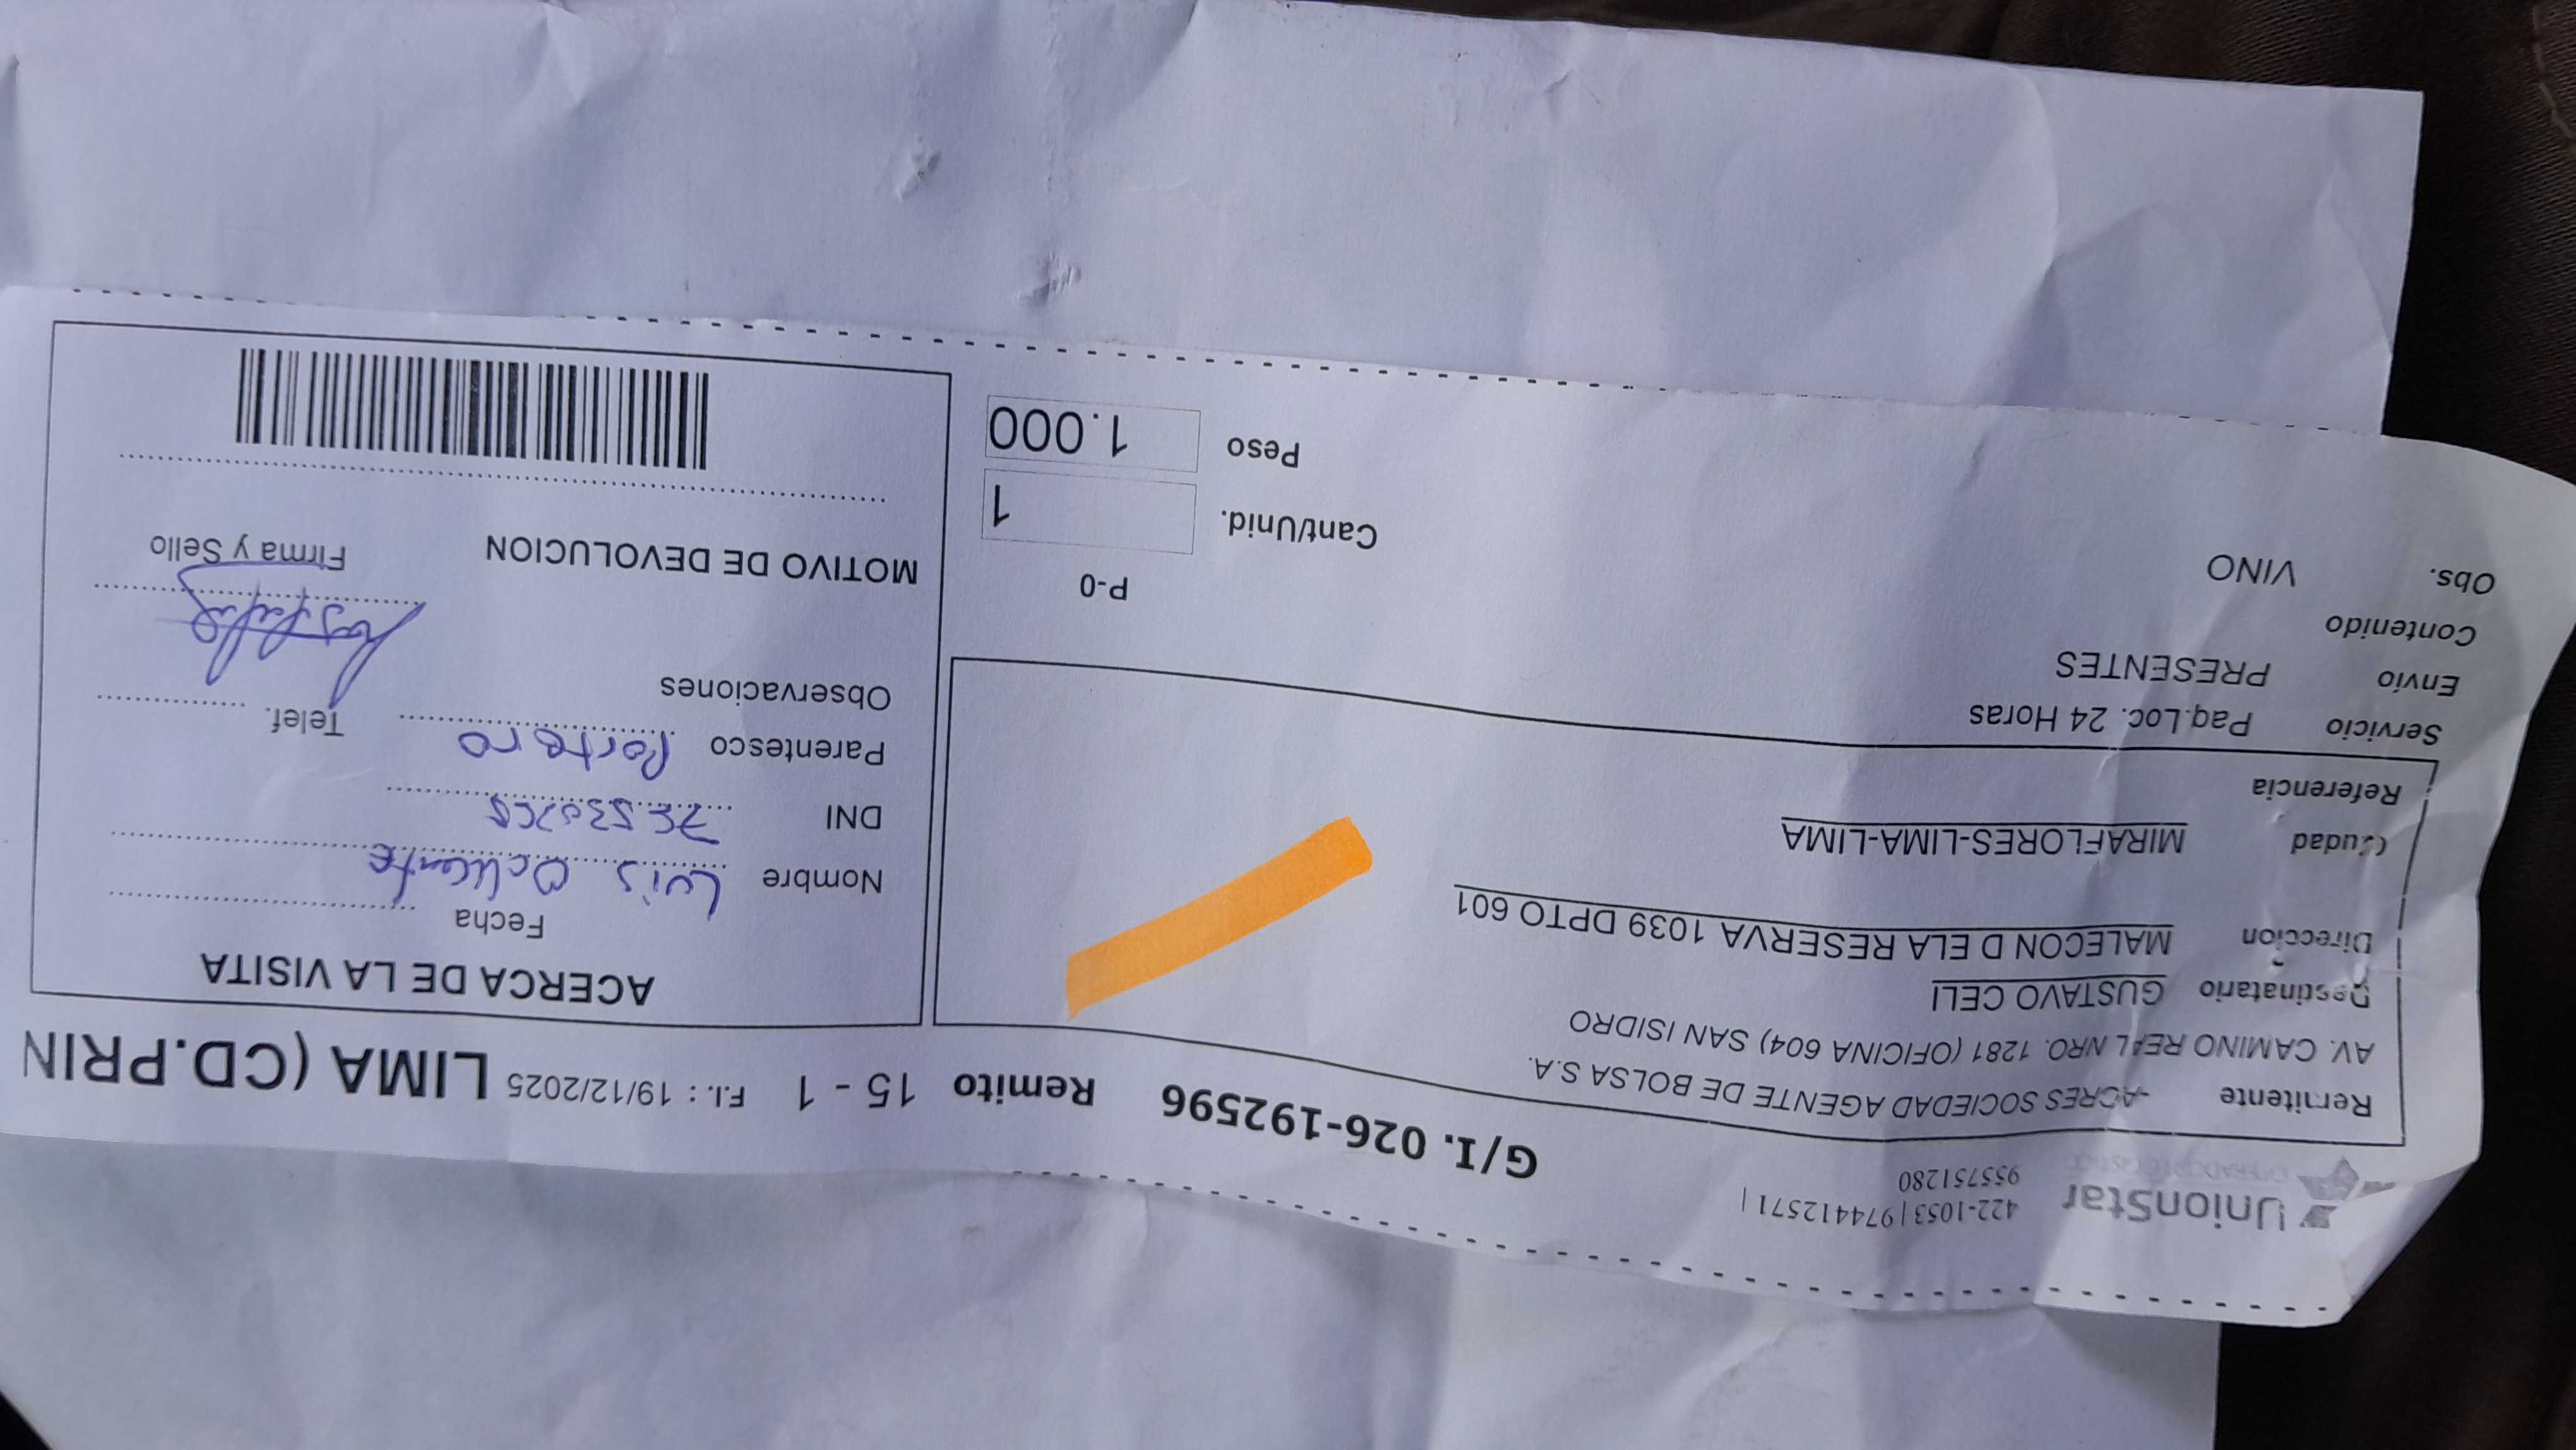 UnionStar
422-1053 | 974412571 |
955751280
G/I. 026-192596 Remito 15 - 1 F.I. : 19/12/2025 LIMA (CD.PRIN
Remitente ACRES SOCIEDAD AGENTE DE BOLSA S.A.
AV. CAMINO REAL NRO. 1281 (OFICINA 604) SAN ISIDRO
Destinatario GUSTAVO CELI
Dirección MALECON D ELA RESERVA 1039 DPTO 601
Ciudad MIRAFLORES-LIMA-LIMA
Referencia
Servicio Paq.Loc. 24 Horas
Envío PRESENTES
Contenido
Obs. VINO
P-0
Cant/Unid. 1
Peso 1.000
ACERCA DE LA VISITA
Fecha
Nombre Luis
DNI
Parentesco Portero Telef.
Observaciones
Firma y Sello
MOTIVO DE DEVOLUCION